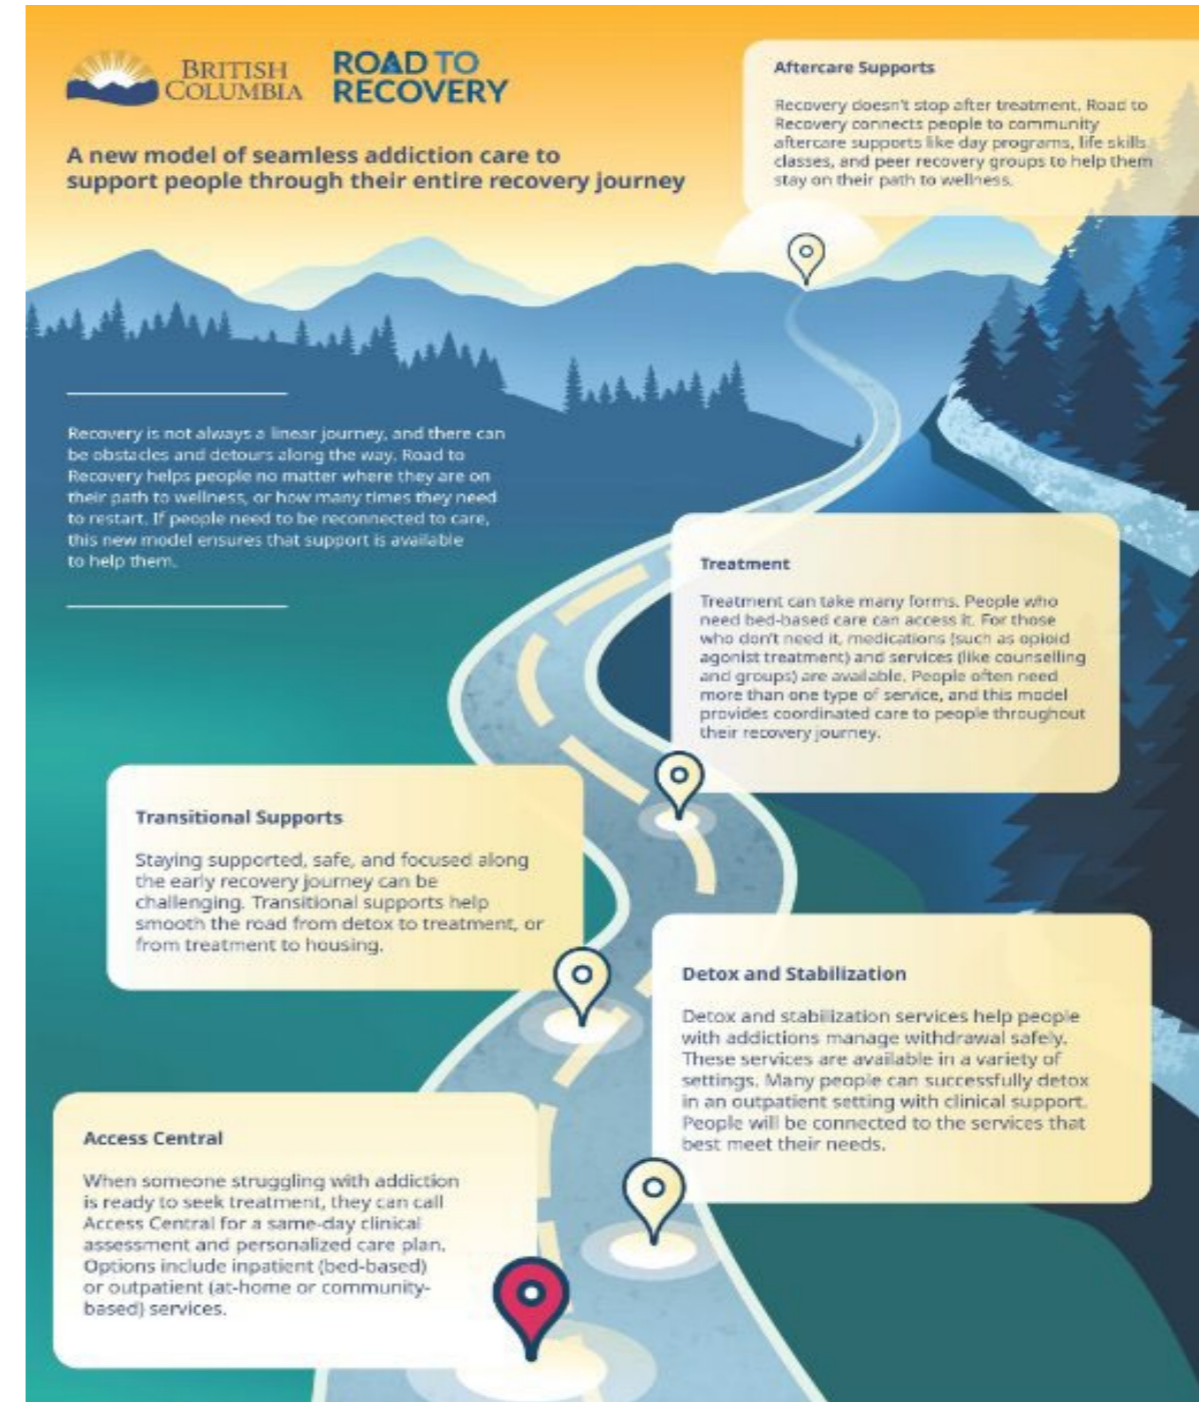 BRITISH
COLUMBIA
ROAD TO
RECOVERY
A new model of seamless addiction care to
support people through their entire recovery journey
Aftercare Supports
Recovery doesn't stop after treatment. Road to
Recovery connects people to community
aftercare supports like day programs, life skills
classes, and peer recovery groups to help them
stay on their path to wellness.
Recovery is not always a linear journey, and there can
be obstacles and detours along the way. Road to
Recovery helps people no matter where they are on
their path to wellness, or how many times they need
to restart. If people need to be reconnected to care,
this new model ensures that support is available
to help them.
Treatment
Treatment can take many forms. People who
need bed-based care can access it. For those
who don't need it, medications (such as opioid
agonist treatment) and services (like counselling
and groups) are available. People often need
more than one type of service, and this model
provides coordinated care to people throughout
their recovery journey.
Transitional Supports
Staying supported, safe, and focused along
the early recovery journey can be
challenging. Transitional supports help
smooth the road from detox to treatment, or
from treatment to housing.
Detox and Stabilization
Detox and stabilization services help people
with addictions manage withdrawal safely.
These services are available in a variety of
settings. Many people can successfully detox
in an outpatient setting with clinical support.
People will be connected to the services that
best meet their needs.
Access Central
When someone struggling with addiction
is ready to seek treatment, they can call
Access Central for a same-day clinical
assessment and personalized care plan.
Options include inpatient (bed-based)
or outpatient (at-home or community-
based) services.